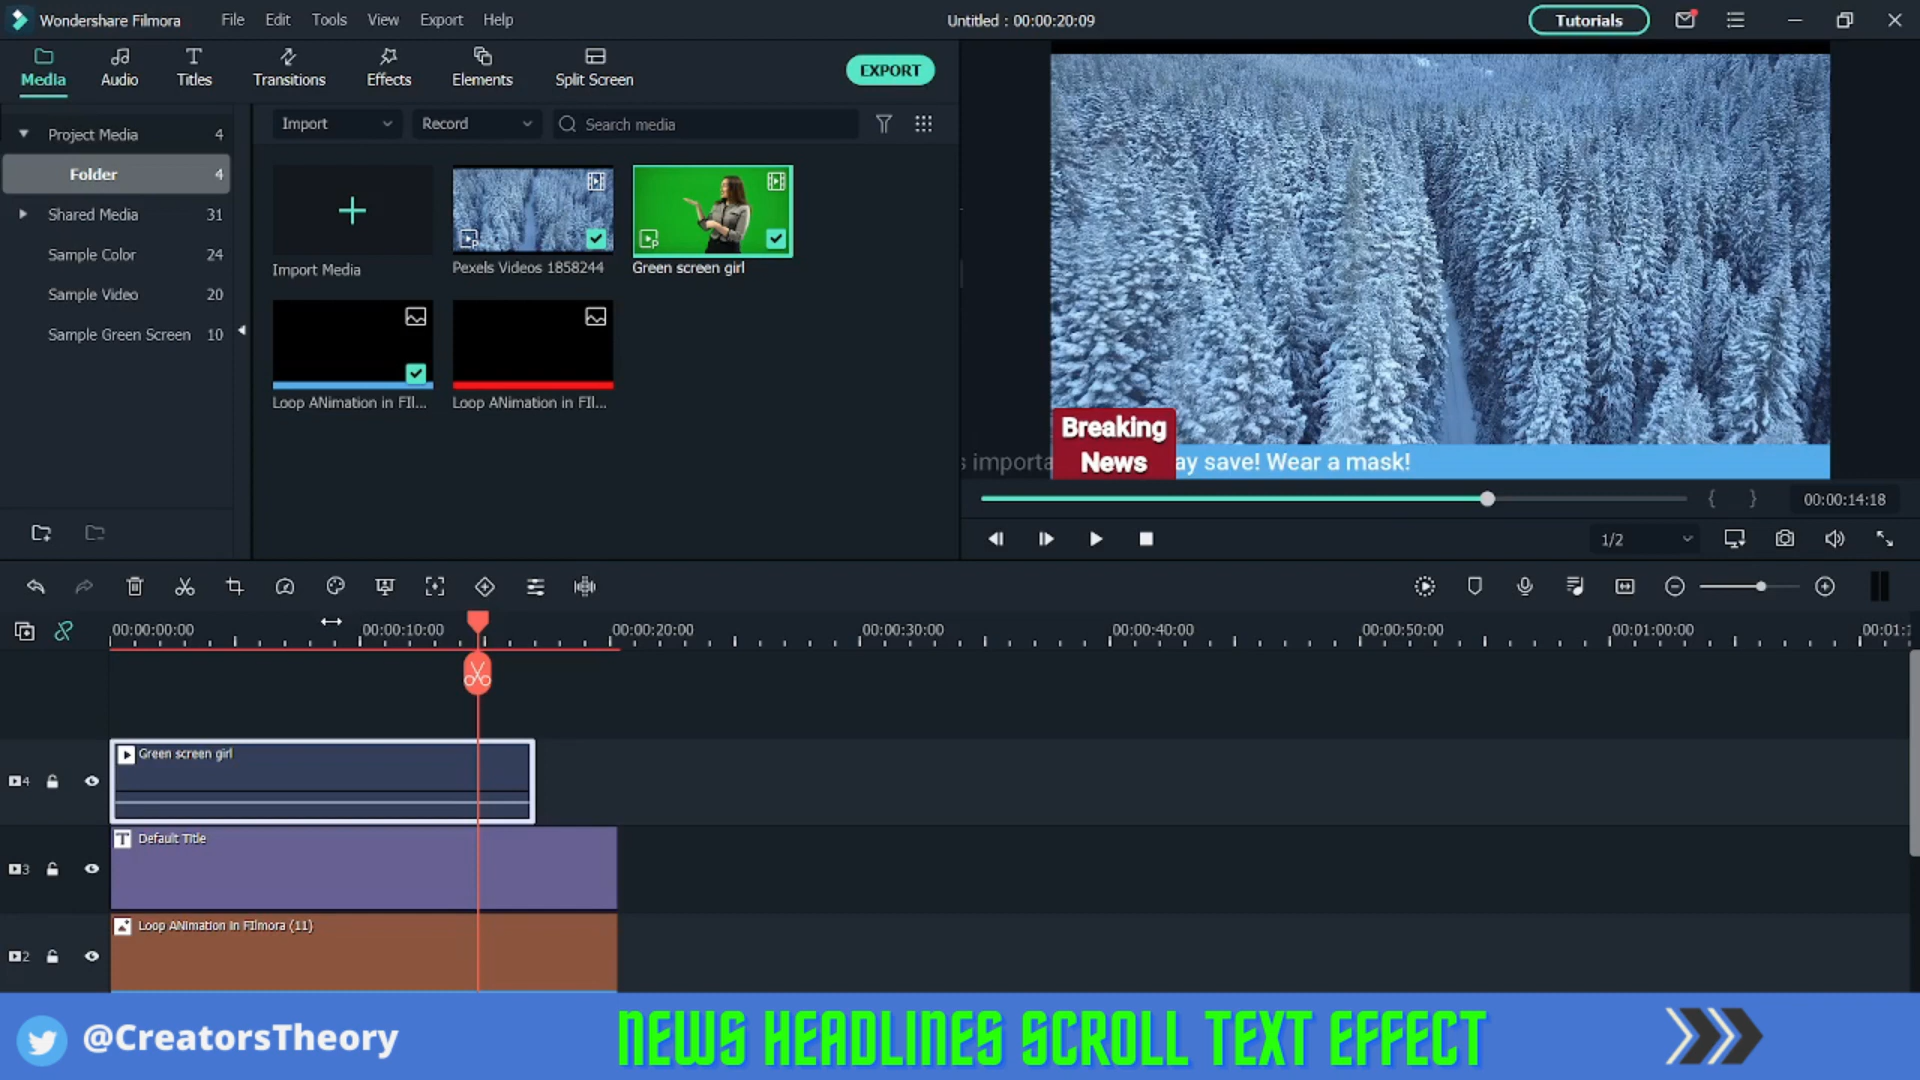 Wondershare Filmora
File Edit Tools View Export Help
Untitled : 00:00:20:09
Tutorials
Media Audio Titles Transitions Effects Elements Split Screen
EXPORT
Project Media 4
Folder 4
Shared Media 31
Sample Color 24
Sample Video 20
Sample Green Screen 10
Import
Record
Search media
Import Media
Pexels Videos 1858244
Green screen girl
Loop ANimation in FIl...
Loop ANimation in FIl...
Breaking
News
s importa
ay save! Wear a mask!
00:00:14:18
1/2
00:00:00:00 00:00:10:00 00:00:20:00 00:00:30:00 00:00:40:00 00:00:50:00 00:01:00:00 00:01:1
4
Green screen girl
3
Default Title
2
Loop ANimation in FIlmora (11)
@CreatorsTheory
NEWS HEADLINES SCROLL TEXT EFFECT